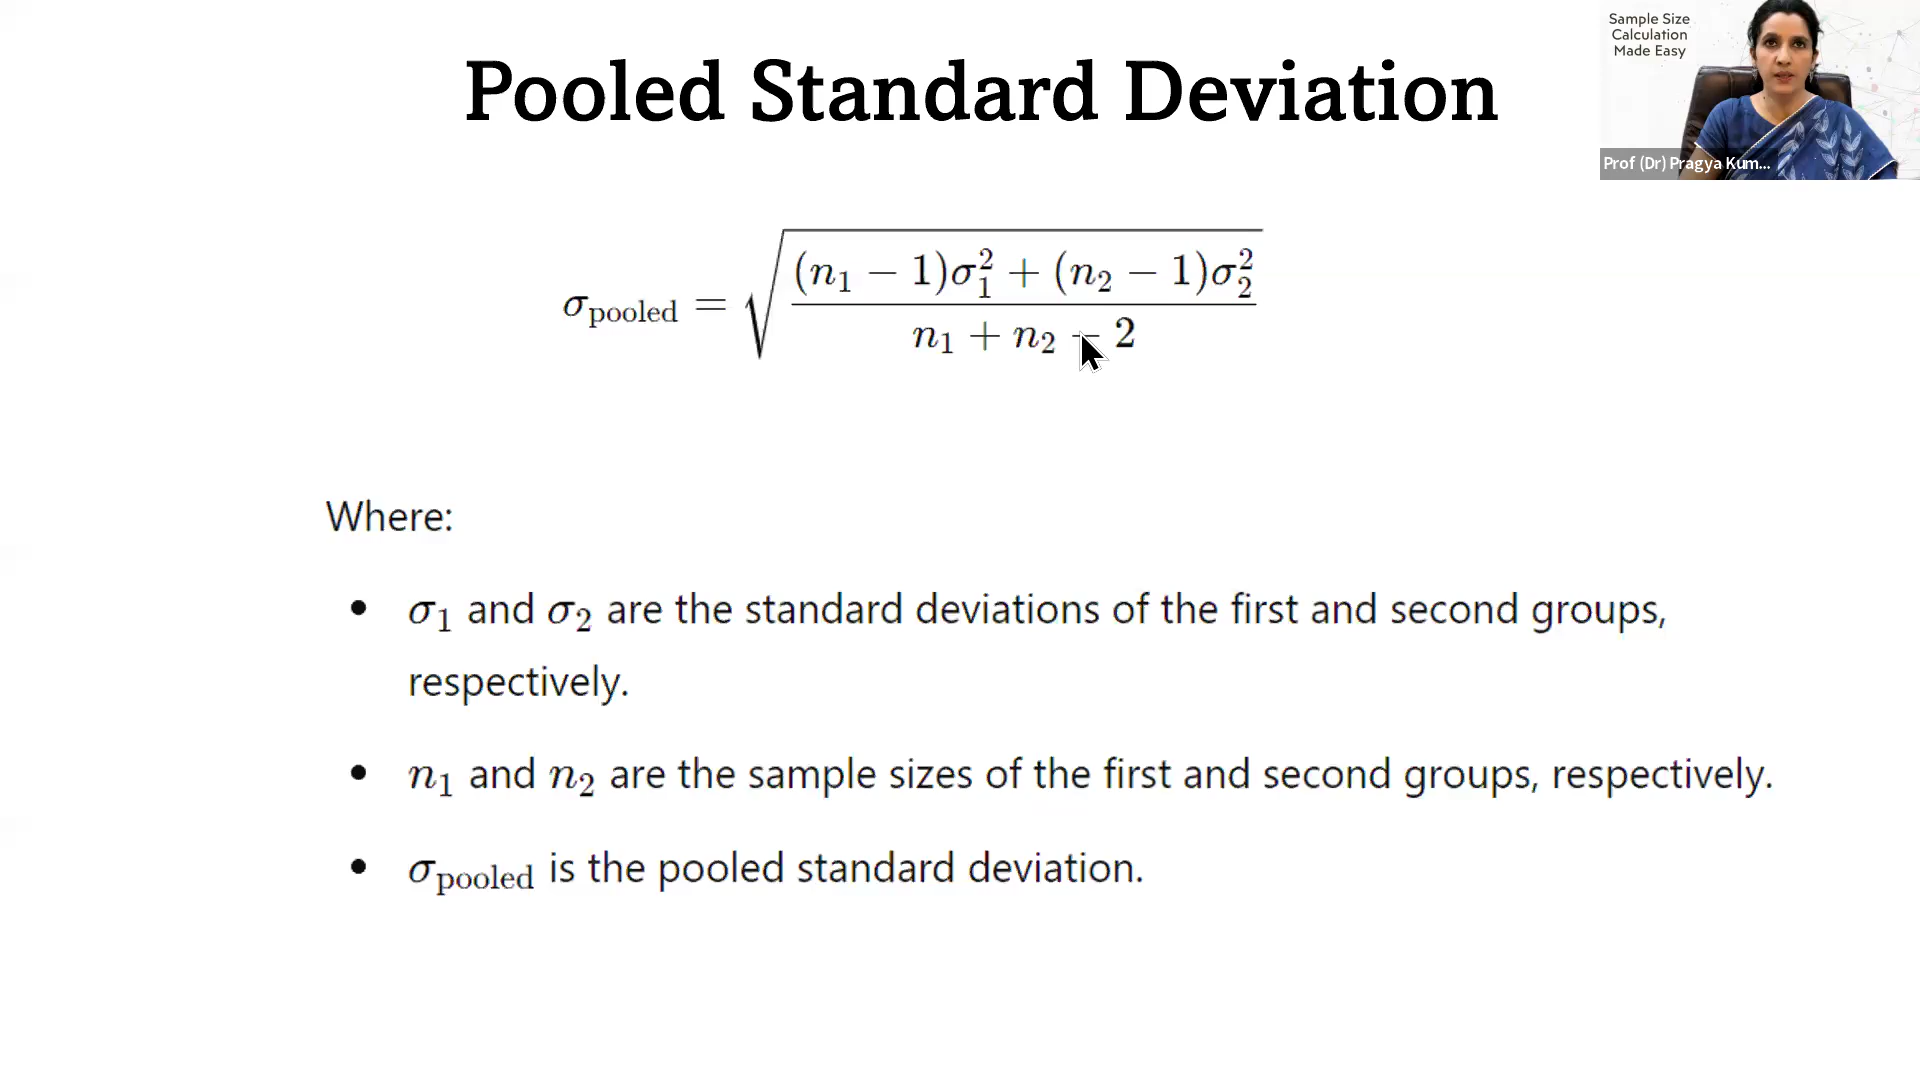 Sample Size
Calculation
Made Easy
Pooled Standard Deviation
Prof (Dr) Pragya Kum...
σ_pooled = √(((n₁ − 1)σ₁² + (n₂ − 1)σ₂²) / (n₁ + n₂ − 2))
Where:
• σ₁ and σ₂ are the standard deviations of the first and second groups,
respectively.
• n₁ and n₂ are the sample sizes of the first and second groups, respectively.
• σ_pooled is the pooled standard deviation.